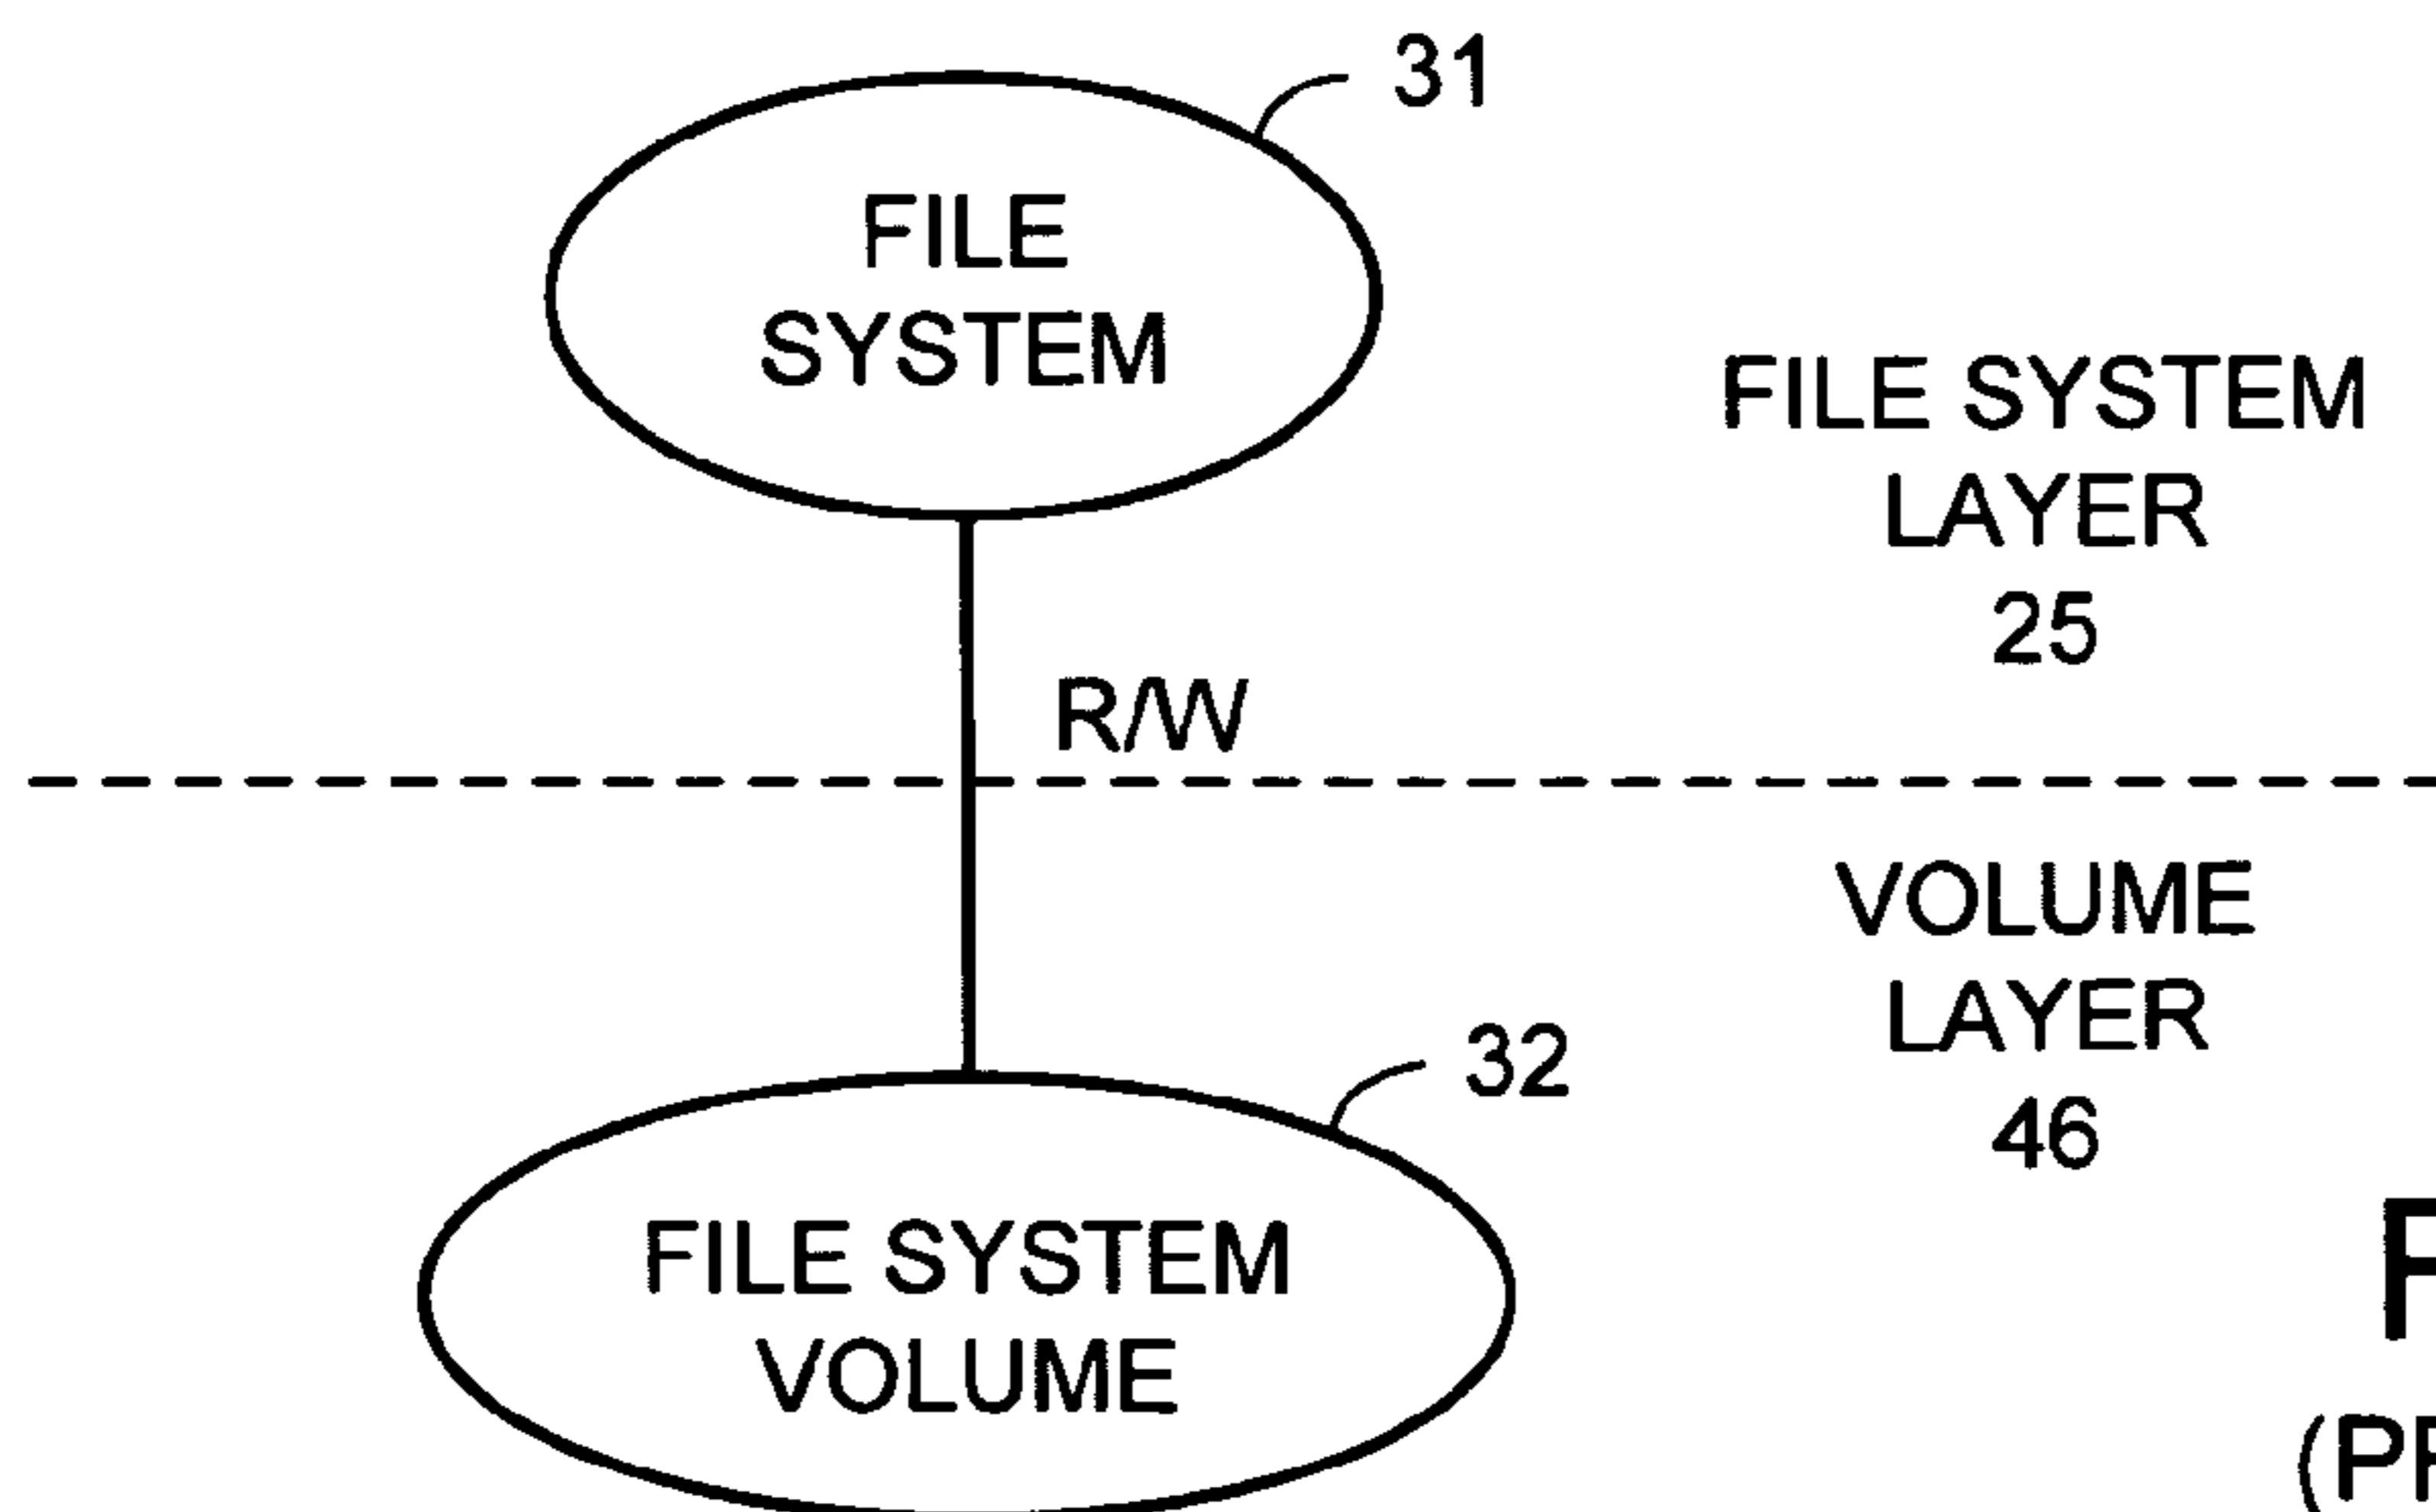 31
FILE
SYSTEM
FILE SYSTEM
LAYER
25
R/W
VOLUME
LAYER
46
32
FILE SYSTEM
VOLUME